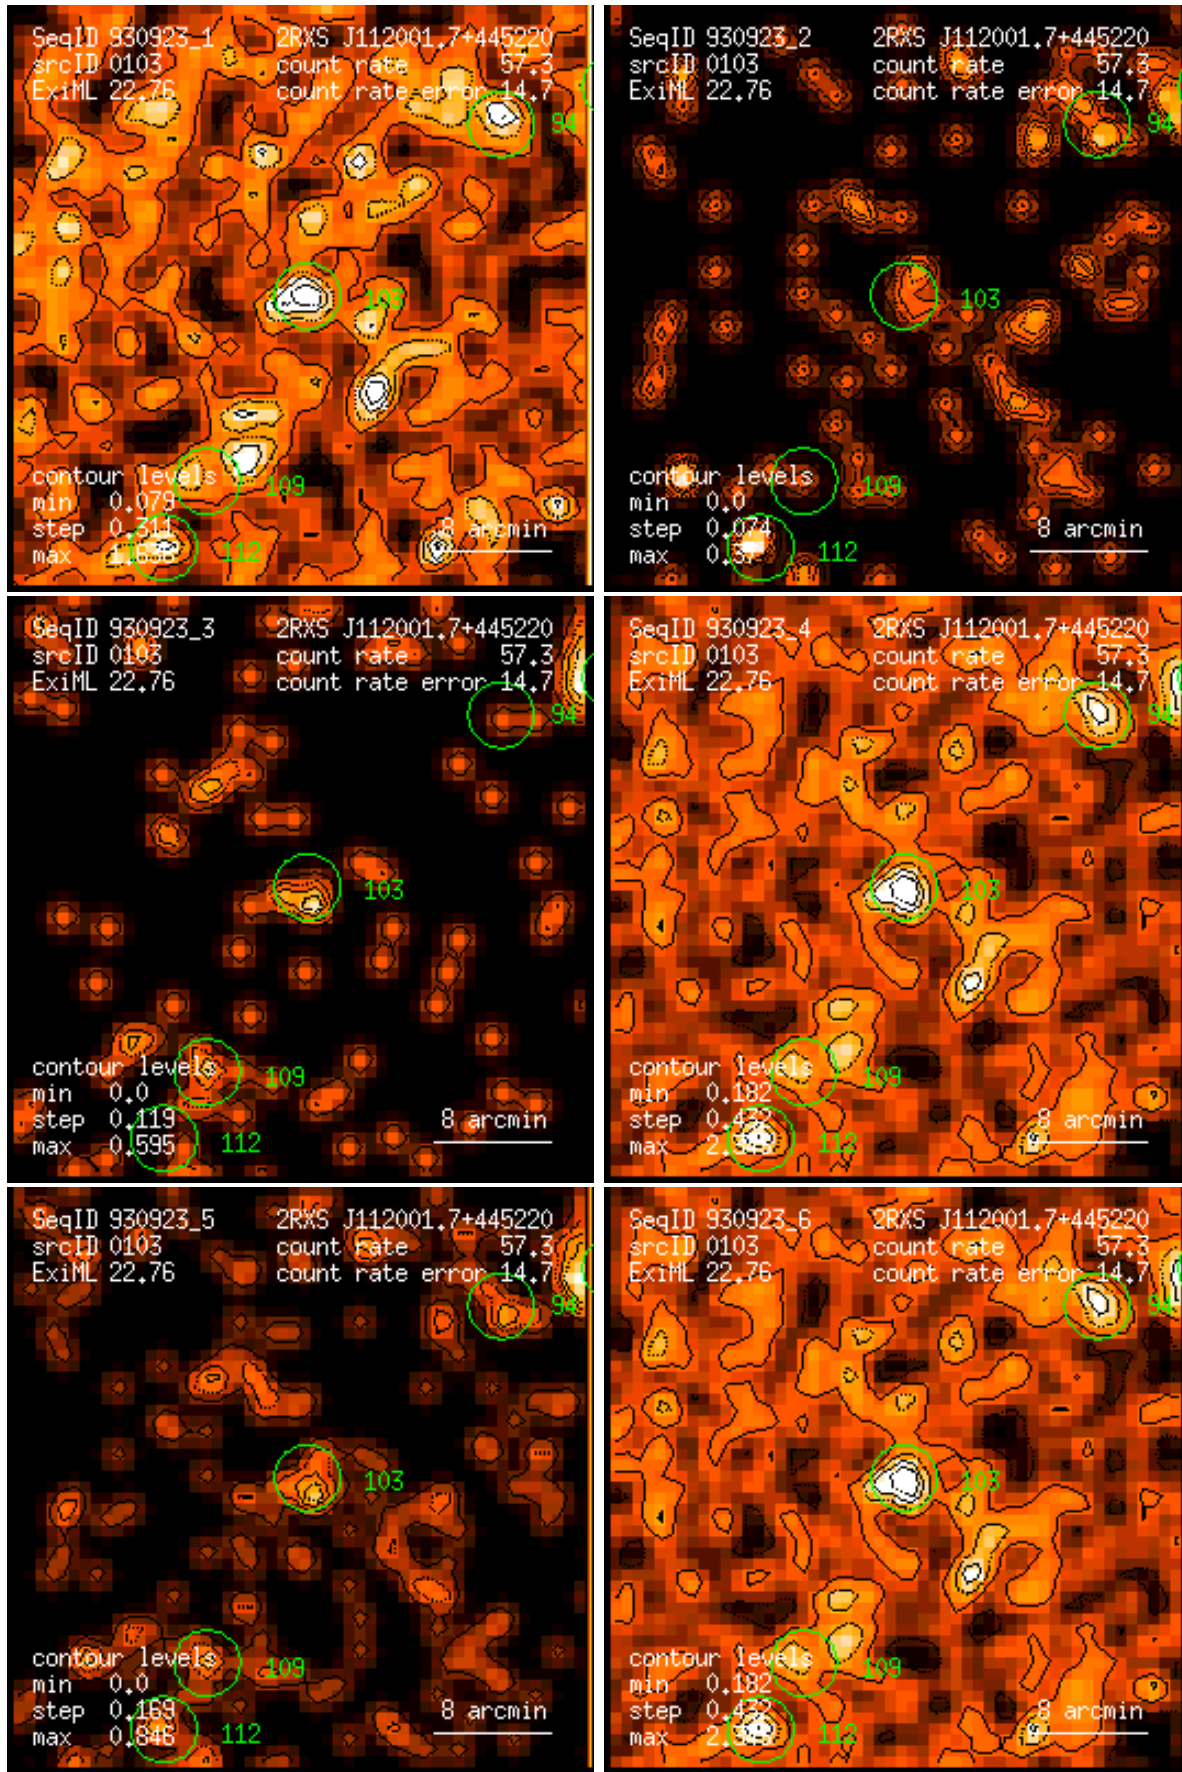 SeqID 930923_1 2RXS J112001.7+445220
srcID 0103 count rate 57.3
ExiML 22.76 count rate error 14.7
94
103
contour levels
109
min 0.079
step 0.311
8 arcmin
max
112
SeqID 930923_2 2RXS J112001.7+445220
srcID 0103 count rate 57.3
ExiML 22.76 count rate error 14.7
94
103
contour levels
109
min 0.0
step 0.074
8 arcmin
max 0.37
112
SeqID 930923_3 2RXS J112001.7+445220
srcID 0103 count rate 57.3
ExiML 22.76 count rate error 14.7
94
103
contour levels
109
min 0.0
step 0.119
8 arcmin
max 0.595
112
SeqID 930923_4 2RXS J112001.7+445220
srcID 0103 count rate 57.3
ExiML 22.76 count rate error 14.7
94
103
contour levels
109
min 0.182
step 0.432
8 arcmin
max
112
SeqID 930923_5 2RXS J112001.7+445220
srcID 0103 count rate 57.3
ExiML 22.76 count rate error 14.7
94
103
contour levels
109
min 0.0
step 0.169
8 arcmin
max 0.846
112
SeqID 930923_6 2RXS J112001.7+445220
srcID 0103 count rate 57.3
ExiML 22.76 count rate error 14.7
94
103
contour levels
109
min 0.182
step 0.432
8 arcmin
max
112